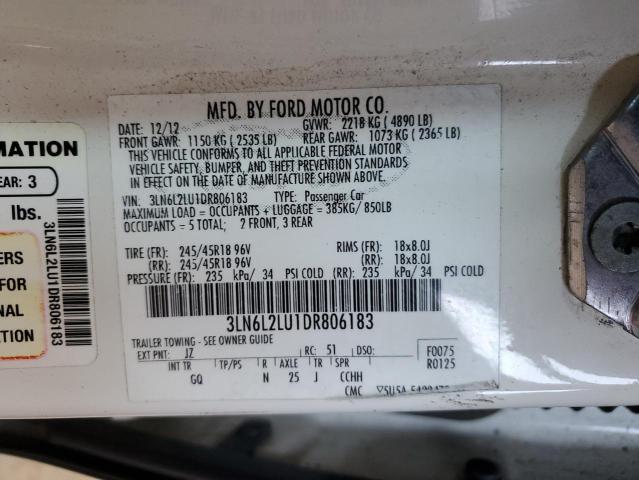 MFD. BY FORD MOTOR CO.
DATE: 12/12 GVWR: 2218 KG ( 4890 LB)
FRONT GAWR: 1150 KG ( 2535 LB) REAR GAWR: 1073 KG ( 2365 LB)
THIS VEHICLE CONFORMS TO ALL APPLICABLE FEDERAL MOTOR
VEHICLE SAFETY, BUMPER, AND THEFT PREVENTION STANDARDS
IN EFFECT ON THE DATE OF MANUFACTURE SHOWN ABOVE.
VIN: 3LN6L2LU1DR806183 TYPE: Passenger Car
MAXIMUM LOAD = OCCUPANTS + LUGGAGE = 385KG/ 850LB
OCCUPANTS = 5 TOTAL; 2 FRONT, 3 REAR
TIRE (FR): 245/45R18 96V RIMS (FR): 18x8.0J
(RR): 245/45R18 96V (RR): 18x8.0J
PRESSURE (FR): 235 kPa/ 34 PSI COLD (RR): 235 kPa/ 34 PSI COLD
3LN6L2LU1DR806183
TRAILER TOWING - SEE OWNER GUIDE
EXT PNT: JZ RC: 51 DSO: F0075
INT TR TP/PS R AXLE TR SPR R0125
GQ N 25 J CCHH
CMC
MATION
EAR: 3
lbs.
ERS
FOR
NAL
ON
3LN6L2LU1DR806183